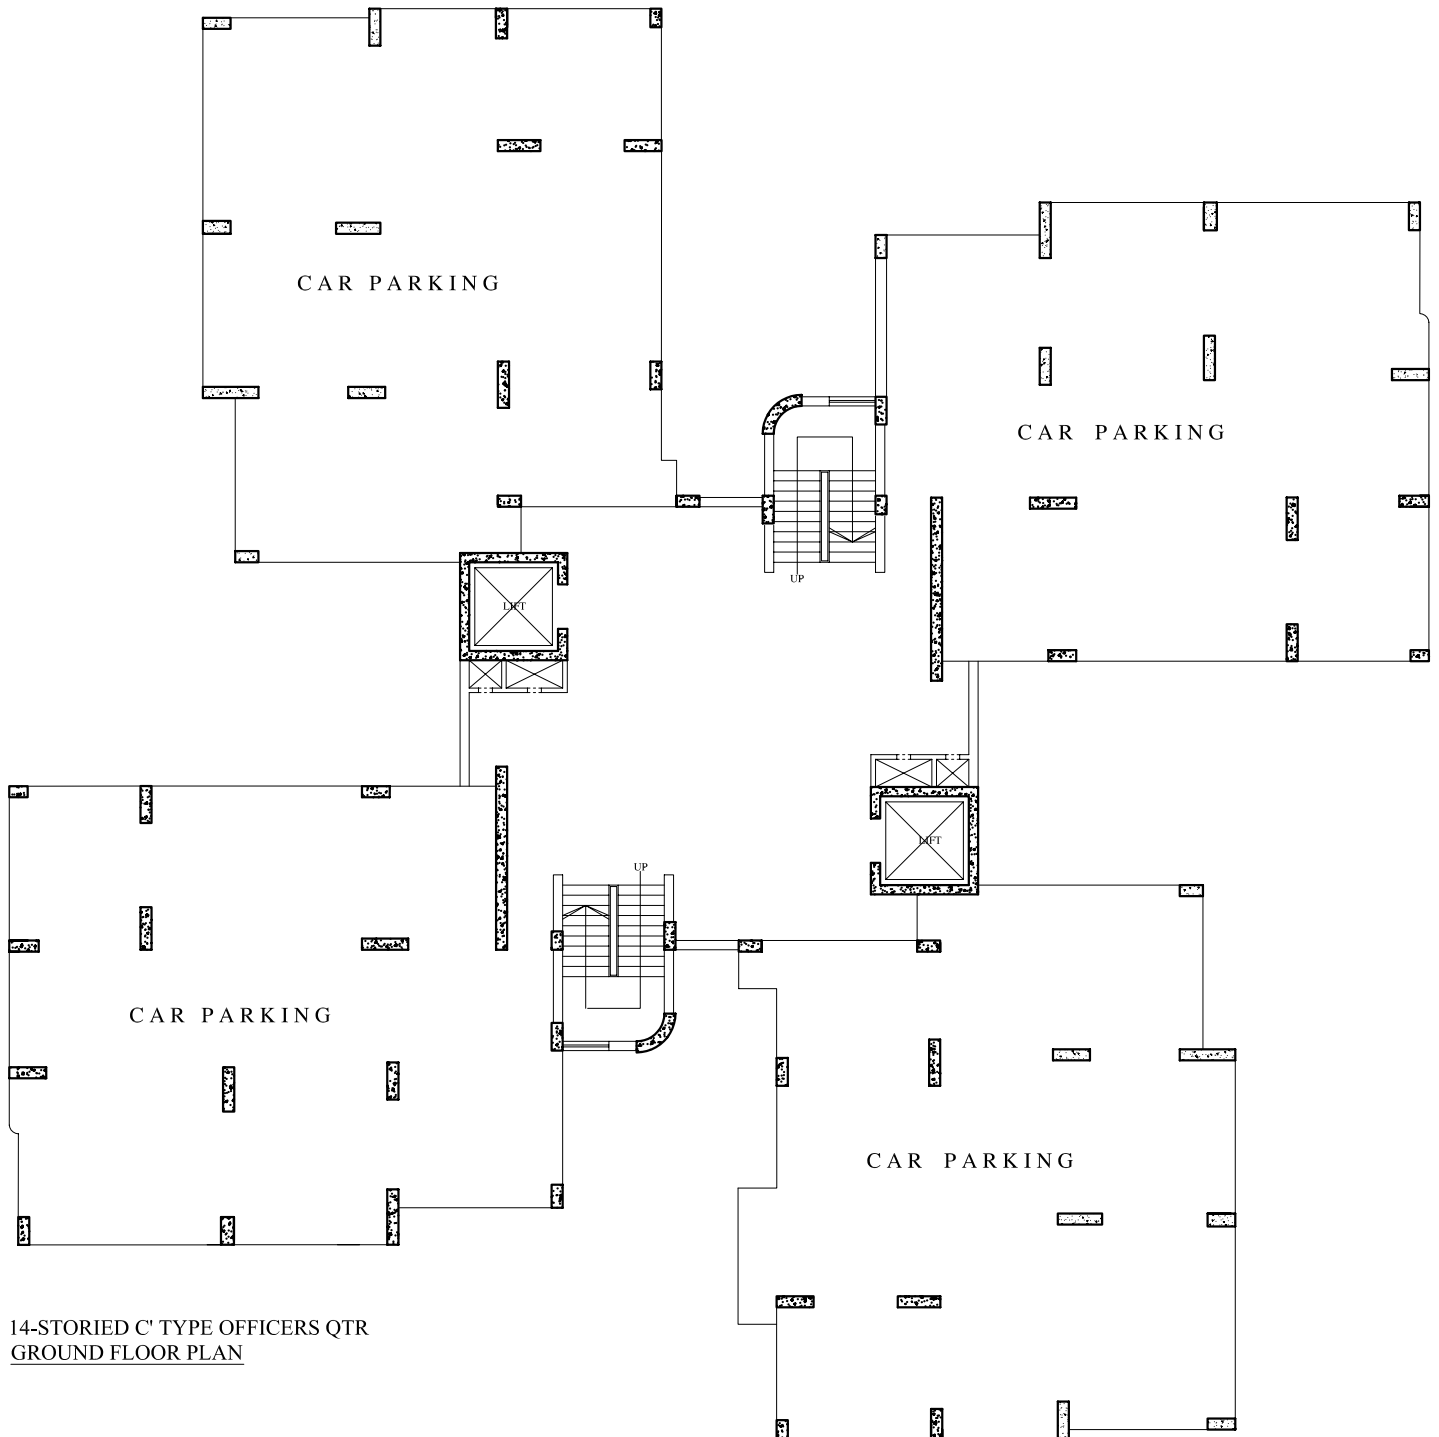 CAR PARKING
CAR PARKING
UP
LIFT
LIFT
UP
CAR PARKING
CAR PARKING
14-STORIED C' TYPE OFFICERS QTR
GROUND FLOOR PLAN